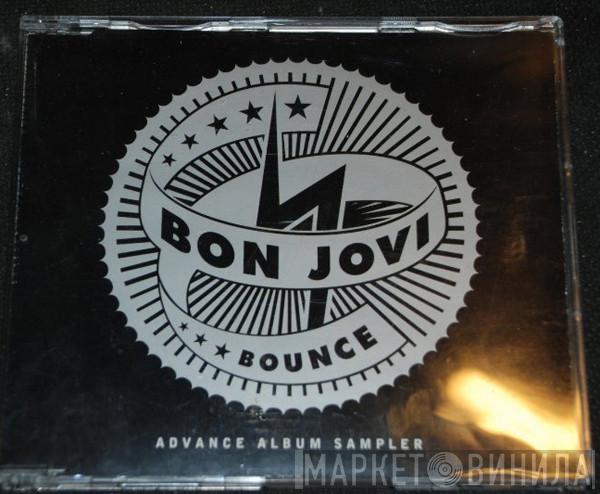 BON JOVI
BOUNCE
ADVANCE ALBUM SAMPLER
МАРКЕТ ВИНИЛА